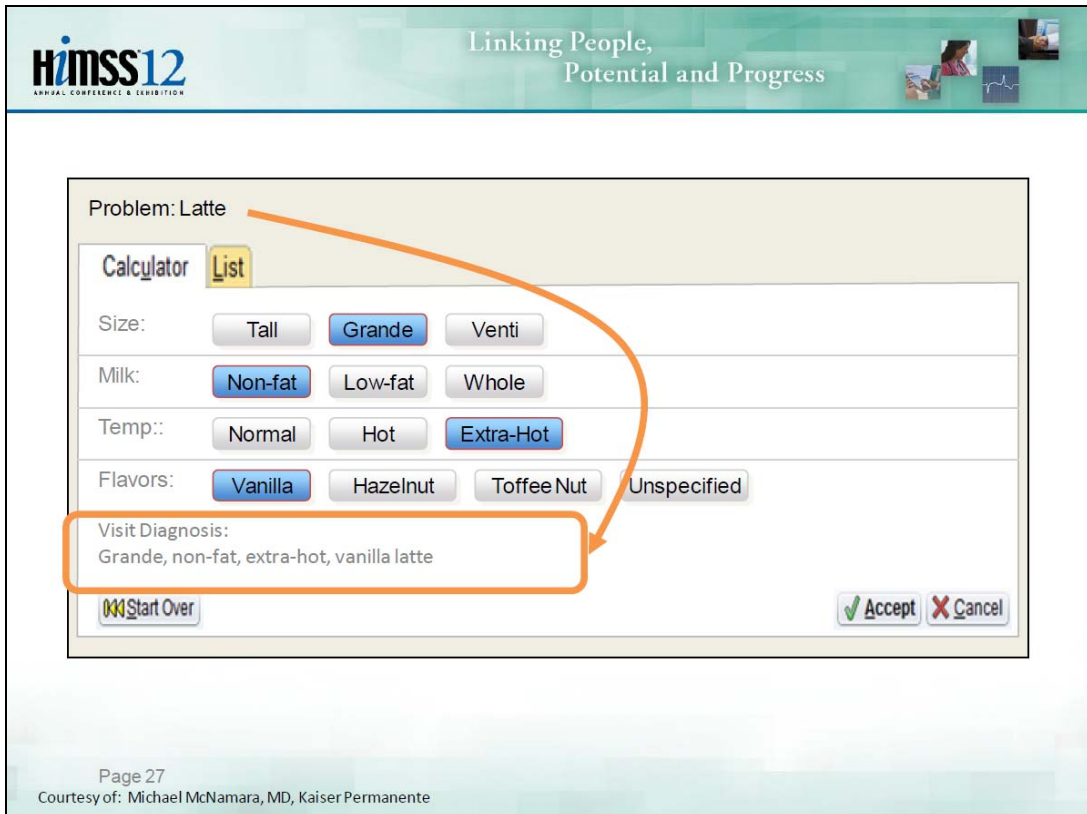 HiMSS12
ANNUAL CONFERENCE & EXHIBITION
Linking People,
Potential and Progress
Problem: Latte
Calculator List
Size: Tall Grande Venti
Milk: Non-fat Low-fat Whole
Temp:: Normal Hot Extra-Hot
Flavors: Vanilla Hazelnut Toffee Nut Unspecified
Visit Diagnosis:
Grande, non-fat, extra-hot, vanilla latte
Start Over Accept Cancel
Page 27
Courtesy of: Michael McNamara, MD, Kaiser Permanente